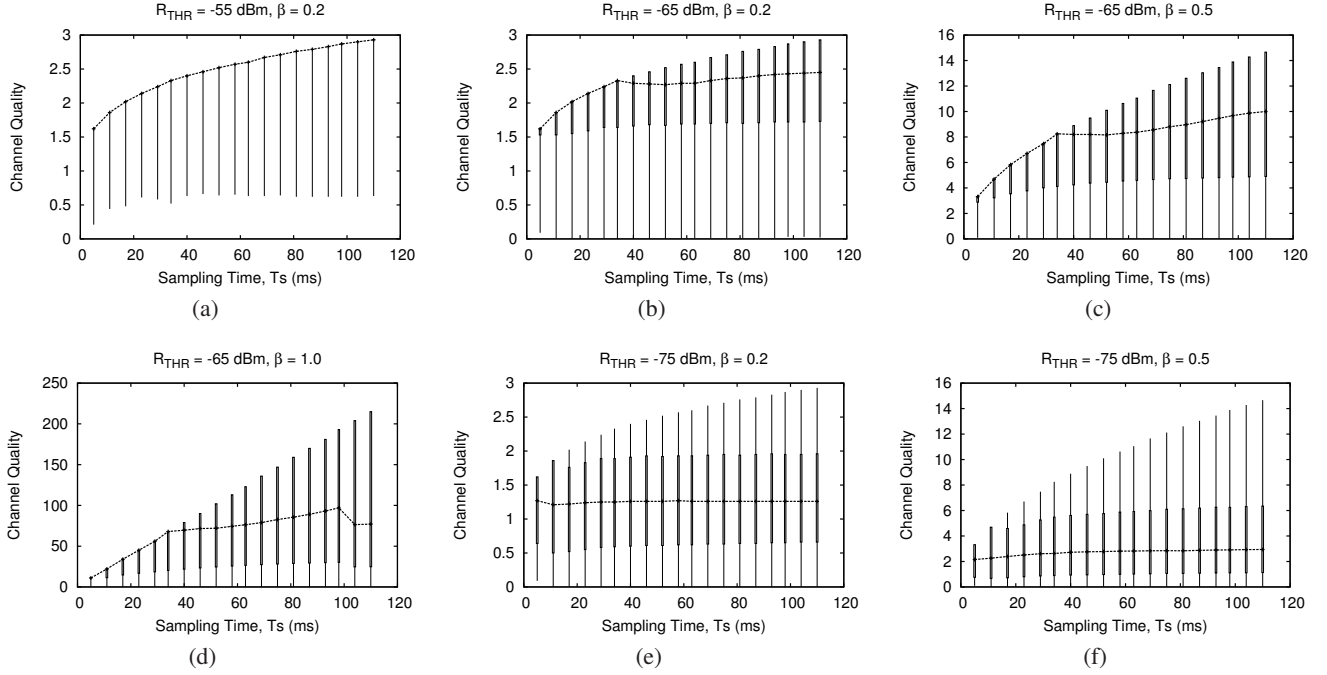 R_THR = -55 dBm, β = 0.2
3
2.5
2
1.5
1
0.5
0
0 20 40 60 80 100 120
Channel Quality
Sampling Time, Ts (ms)
(a)
R_THR = -65 dBm, β = 0.2
3
2.5
2
1.5
1
0.5
0
0 20 40 60 80 100 120
Channel Quality
Sampling Time, Ts (ms)
(b)
R_THR = -65 dBm, β = 0.5
16
14
12
10
8
6
4
2
0
0 20 40 60 80 100 120
Channel Quality
Sampling Time, Ts (ms)
(c)
R_THR = -65 dBm, β = 1.0
250
200
150
100
50
0
0 20 40 60 80 100 120
Channel Quality
Sampling Time, Ts (ms)
(d)
R_THR = -75 dBm, β = 0.2
3
2.5
2
1.5
1
0.5
0
0 20 40 60 80 100 120
Channel Quality
Sampling Time, Ts (ms)
(e)
R_THR = -75 dBm, β = 0.5
16
14
12
10
8
6
4
2
0
0 20 40 60 80 100 120
Channel Quality
Sampling Time, Ts (ms)
(f)